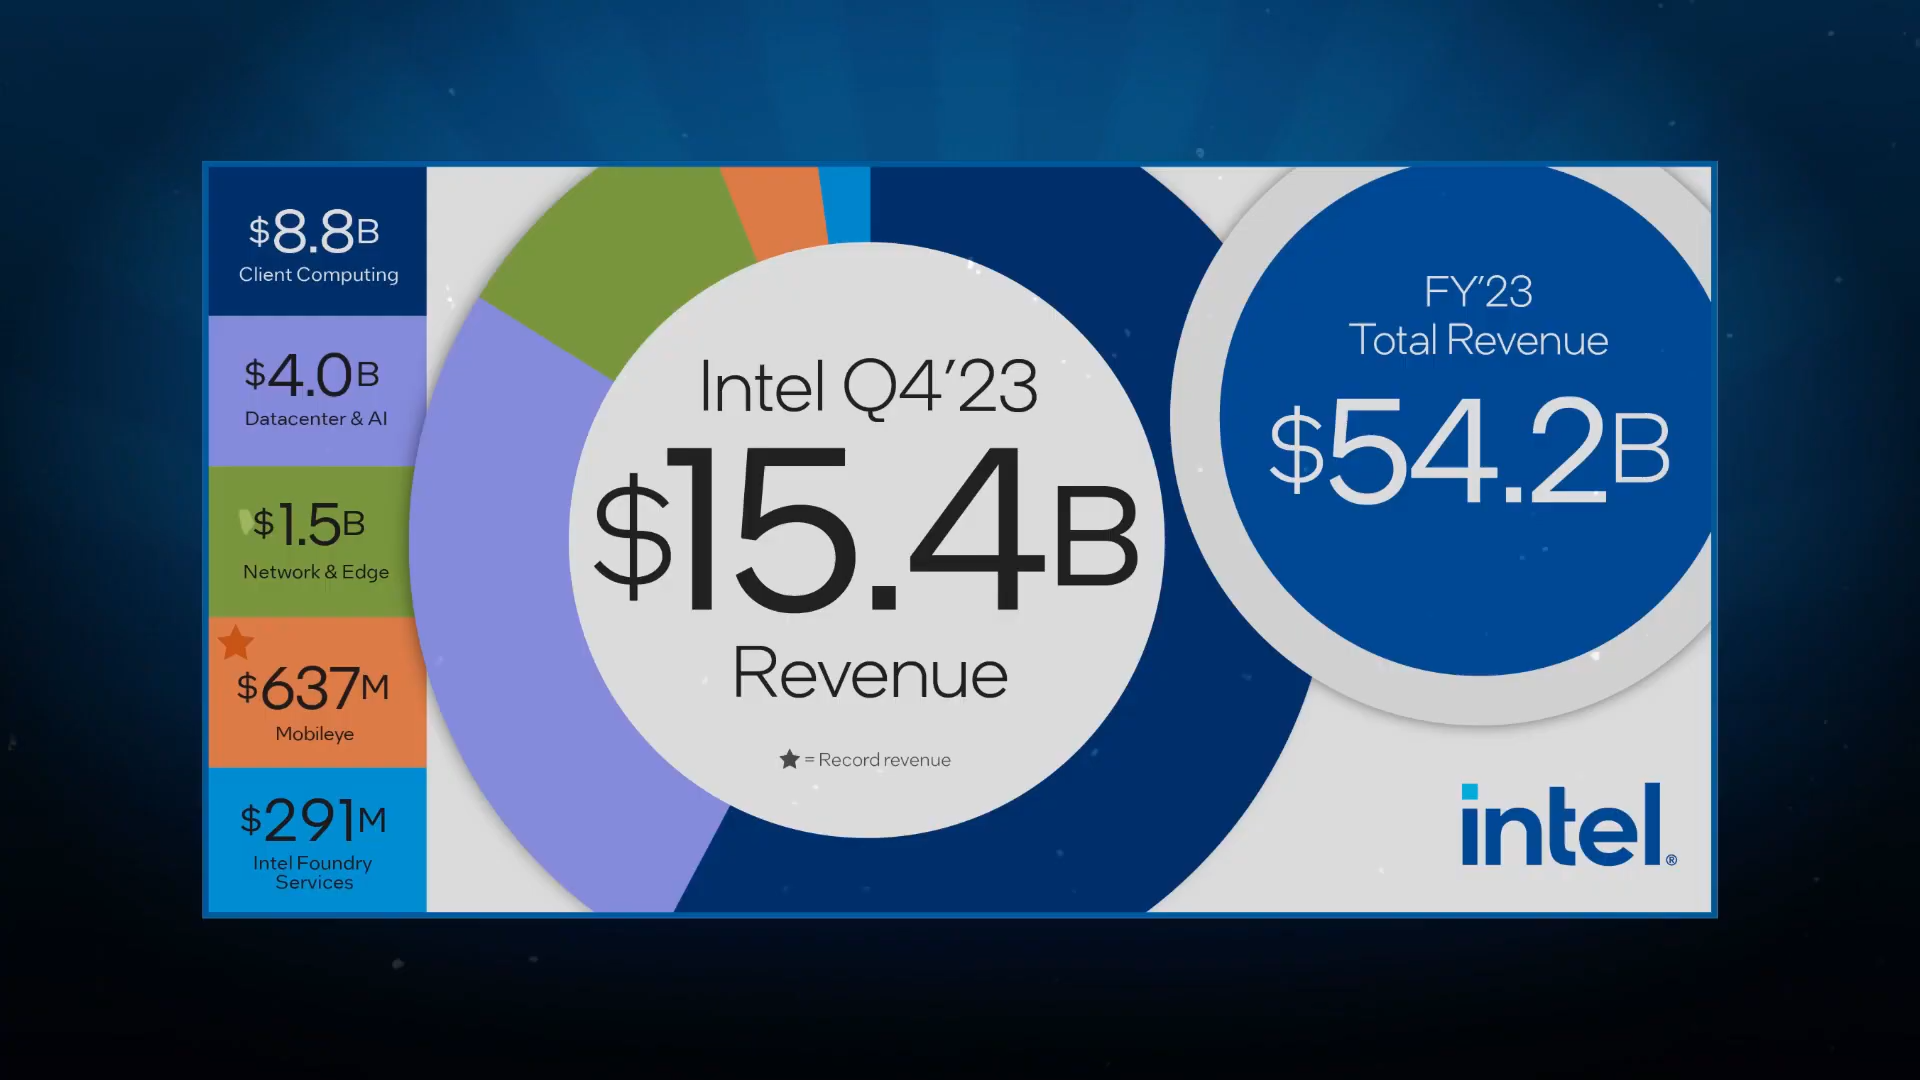 $8.8B
Client Computing
$4.0B
Datacenter & AI
$1.5B
Network & Edge
$637M
Mobileye
$291M
Intel Foundry
Services
Intel Q4’23
$15.4B
Revenue
★ = Record revenue
FY’23
Total Revenue
$54.2B
intel®